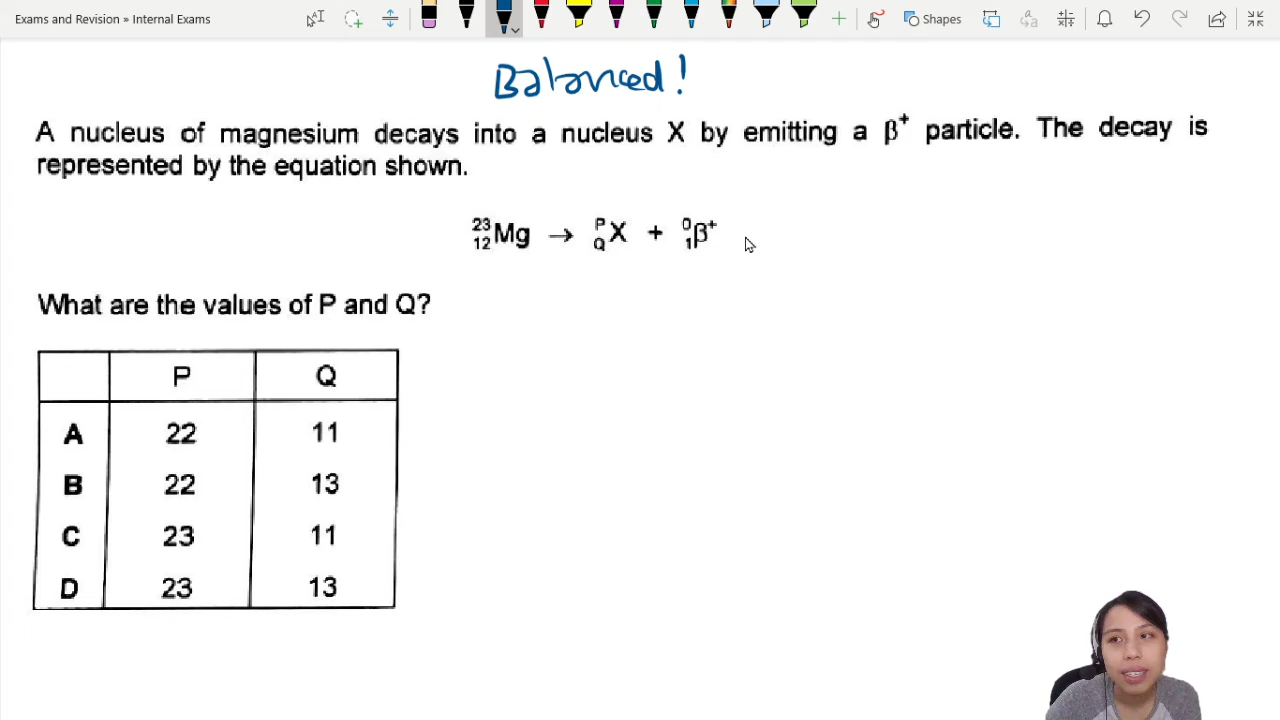 Exams and Revision » Internal Exams
Shapes
Balanced!
A nucleus of magnesium decays into a nucleus X by emitting a β⁺ particle. The decay is
represented by the equation shown.
²³₁₂Mg → ᴾQX + ⁰₁β⁺
What are the values of P and Q?
P Q
A 22 11
B 22 13
C 23 11
D 23 13